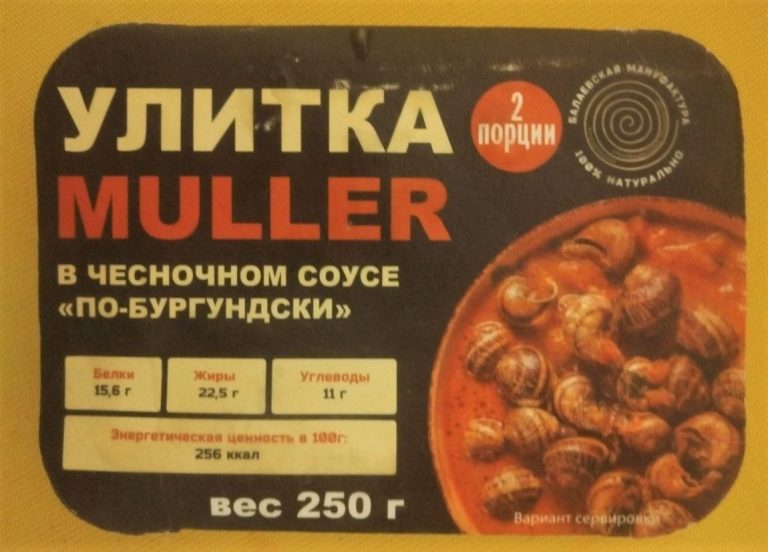 УЛИТКА
MULLER
В ЧЕСНОЧНОМ СОУСЕ
«ПО-БУРГУНДСКИ»
2
порции
БАЛАЕВСКАЯ МАНУФАКТУРА
100% НАТУРАЛЬНО
Белки
15,6 г
Жиры
22,5 г
Углеводы
11 г
Энергетическая ценность в 100г:
256 ккал
вес 250 г
Вариант сервировки